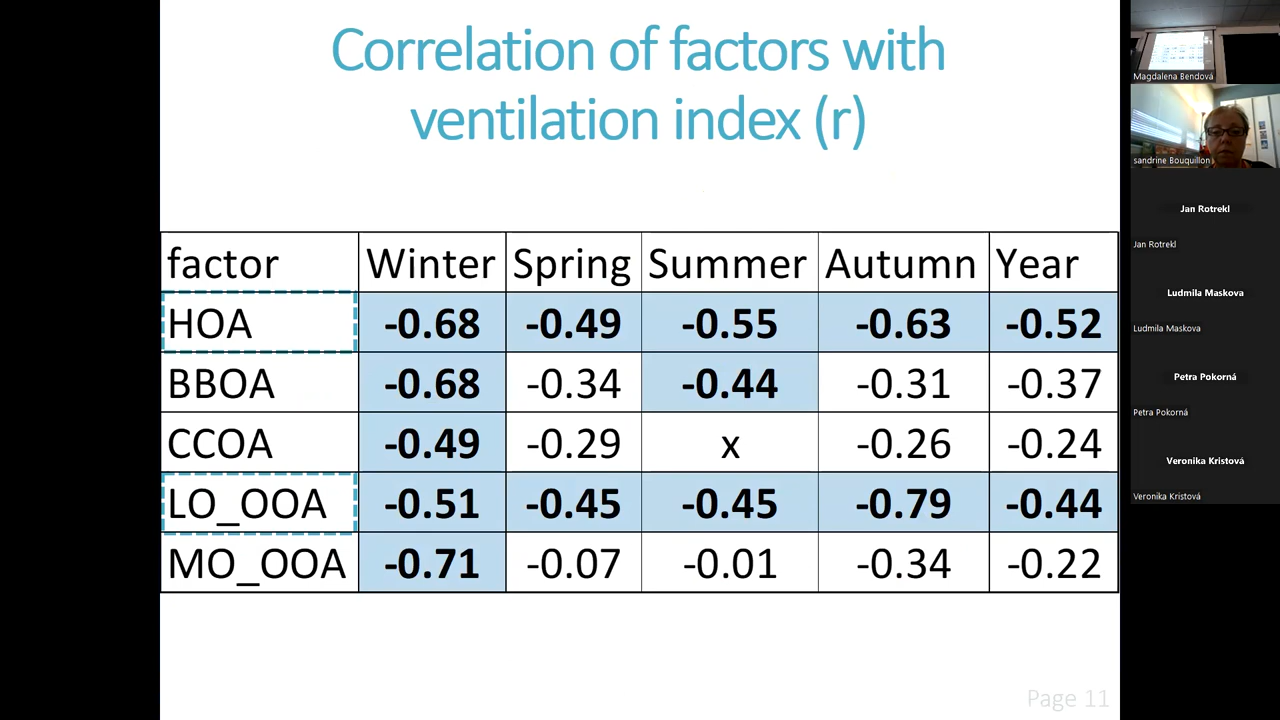 Correlation of factors with
ventilation index (r)
factor Winter Spring Summer Autumn Year
HOA -0.68 -0.49 -0.55 -0.63 -0.52
BBOA -0.68 -0.34 -0.44 -0.31 -0.37
CCOA -0.49 -0.29 x -0.26 -0.24
LO_OOA -0.51 -0.45 -0.45 -0.79 -0.44
MO_OOA -0.71 -0.07 -0.01 -0.34 -0.22
Page 11
Magdalena Bendová
sandrine Bouquillon
Jan Rotrekl
Jan Rotrekl
Ludmila Maskova
Ludmila Maskova
Petra Pokorná
Petra Pokorná
Veronika Kristová
Veronika Kristová